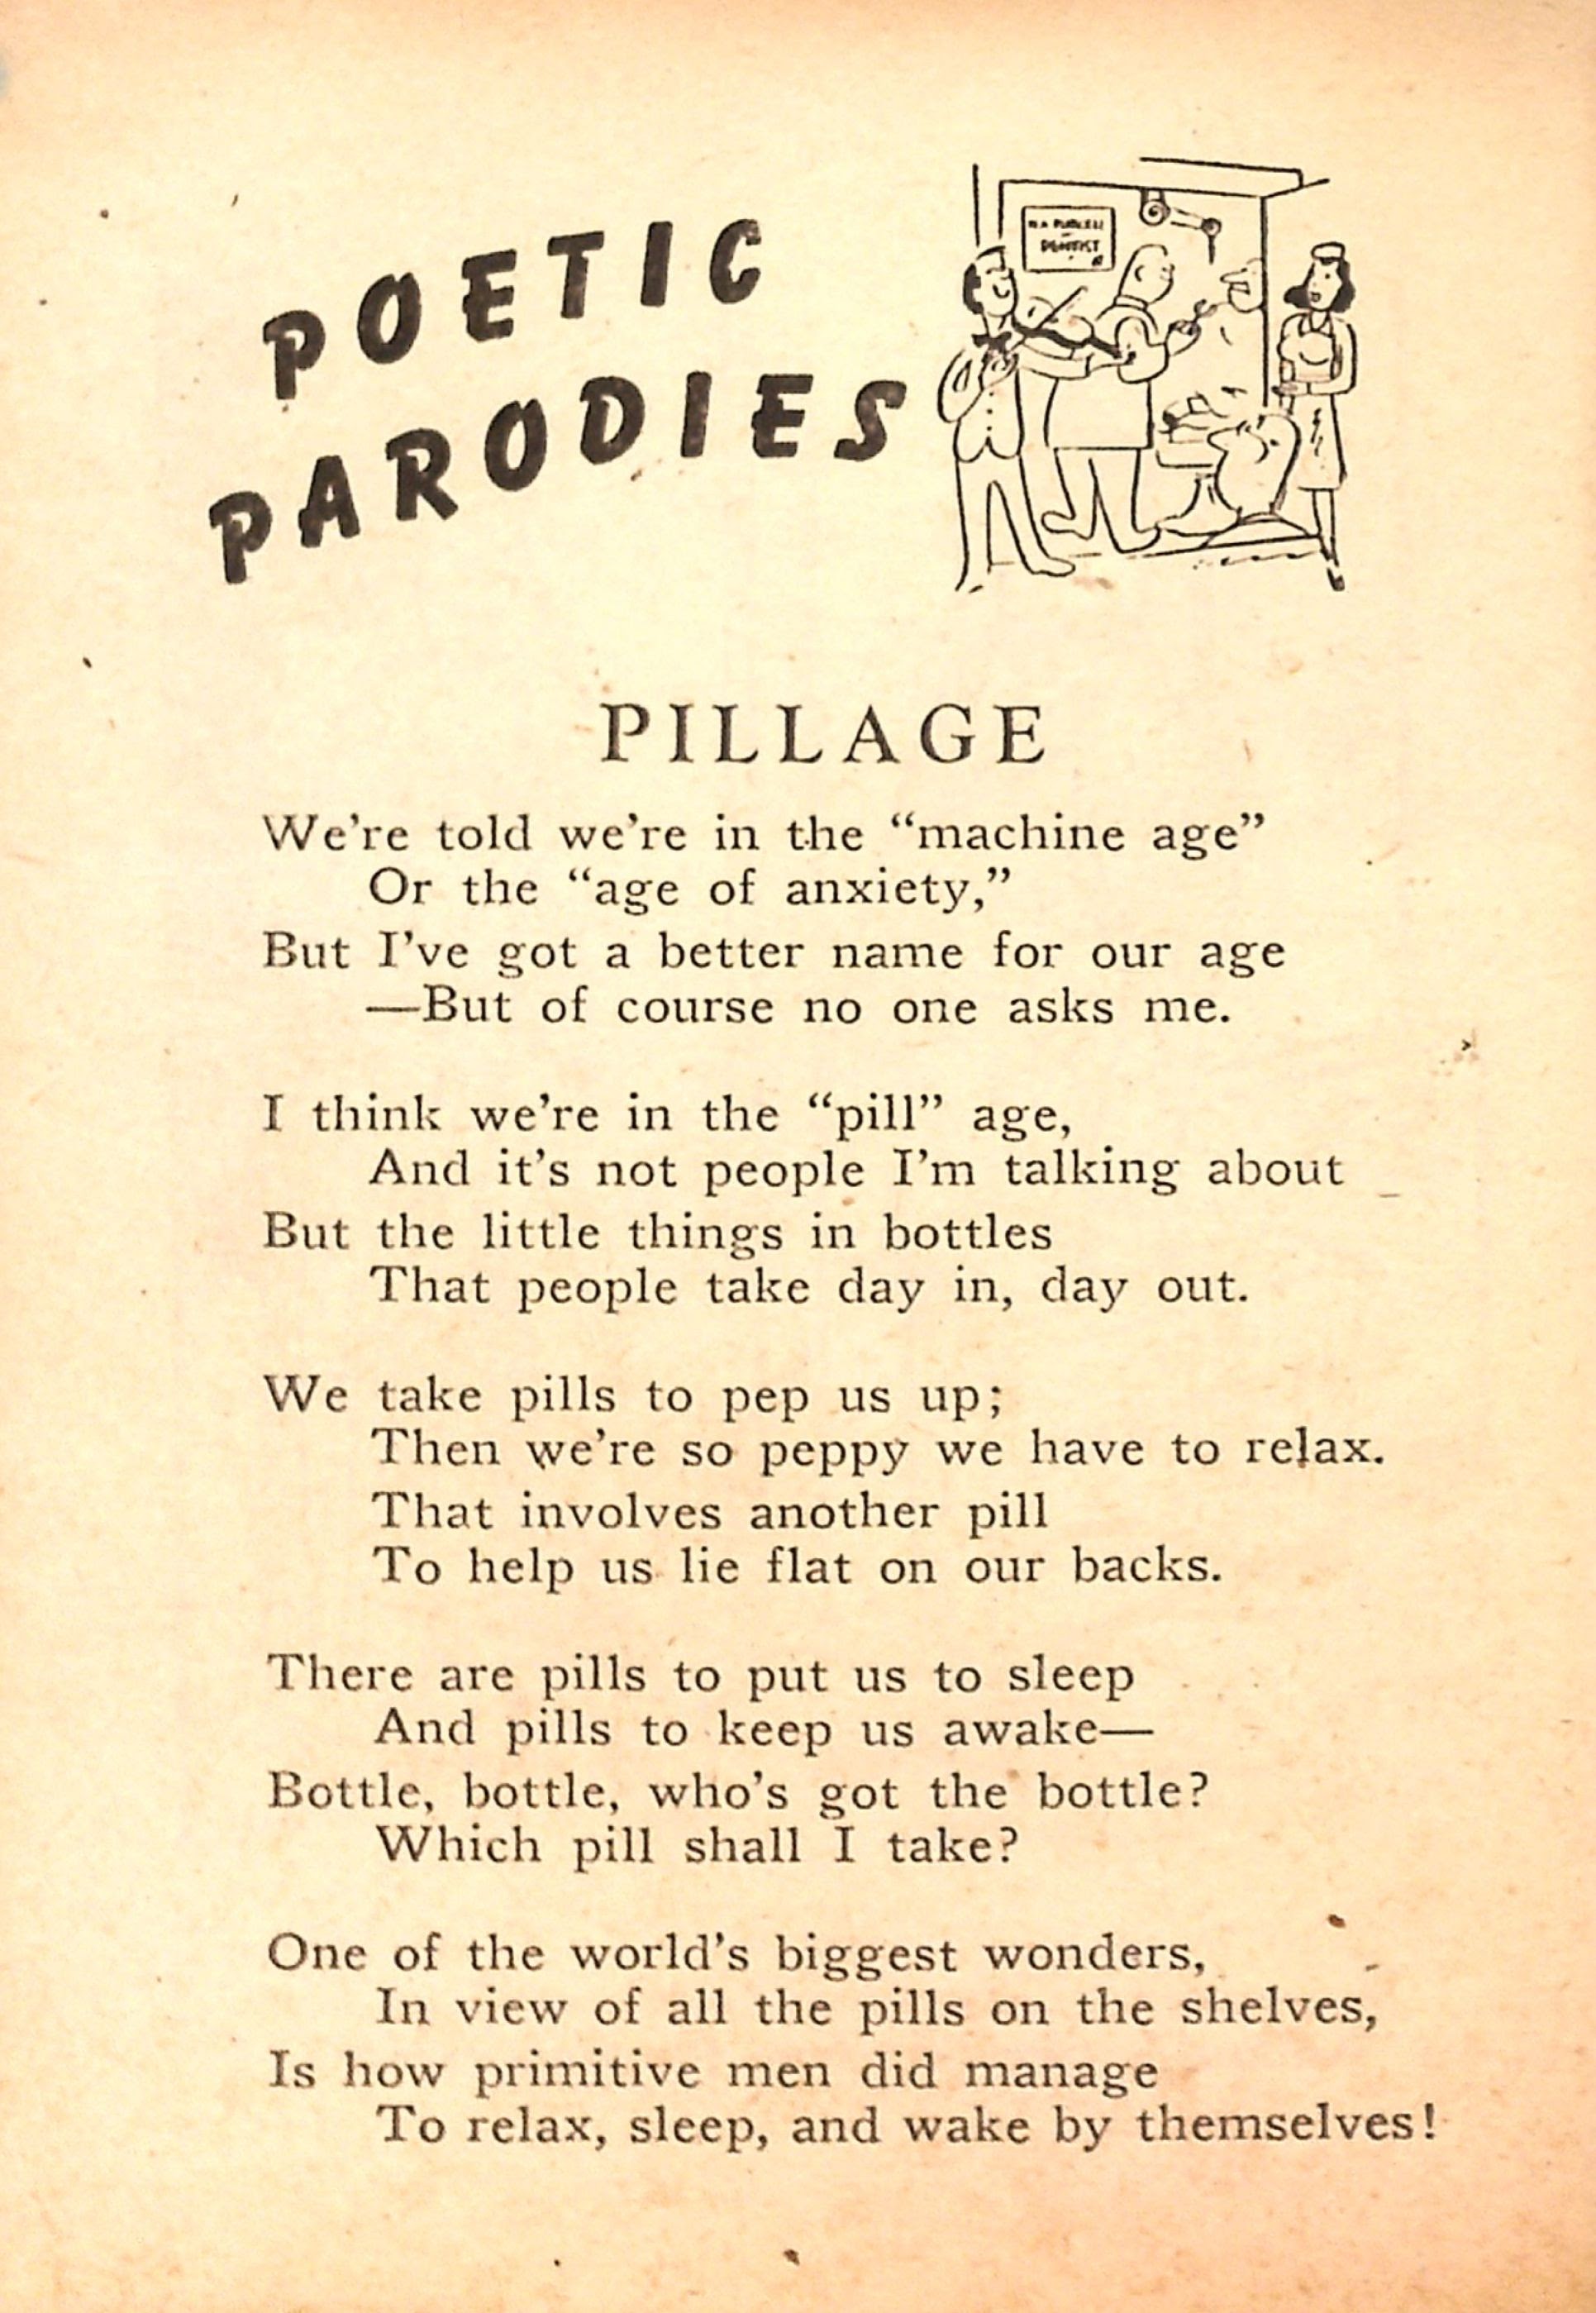 POETIC
PARODIES
DENTIST
PILLAGE
We're told we're in the “machine age”
Or the “age of anxiety,”
But I've got a better name for our age
—But of course no one asks me.
I think we're in the “pill” age,
And it's not people I'm talking about
But the little things in bottles
That people take day in, day out.
We take pills to pep us up;
Then we're so peppy we have to relax.
That involves another pill
To help us lie flat on our backs.
There are pills to put us to sleep
And pills to keep us awake—
Bottle, bottle, who's got the bottle?
Which pill shall I take?
One of the world's biggest wonders,
In view of all the pills on the shelves,
Is how primitive men did manage
To relax, sleep, and wake by themselves!